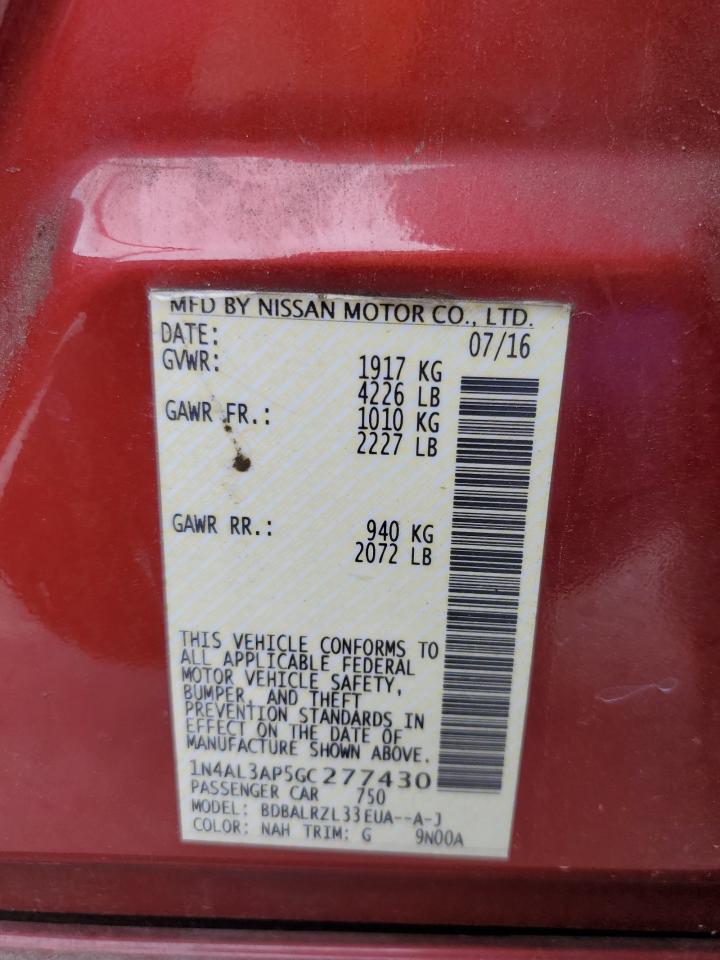 MFD BY NISSAN MOTOR CO., LTD.
DATE: 07/16
GVWR: 1917 KG
4226 LB
GAWR FR.: 1010 KG
2227 LB
GAWR RR.: 940 KG
2072 LB
THIS VEHICLE CONFORMS TO
ALL APPLICABLE FEDERAL
MOTOR VEHICLE SAFETY,
BUMPER, AND THEFT
PREVENTION STANDARDS IN
EFFECT ON THE DATE OF
MANUFACTURE SHOWN ABOVE.
1N4AL3AP5GC277430
PASSENGER CAR 750
MODEL: BDBALRZL33EUA--A-J
COLOR: NAH TRIM: G 9N00A